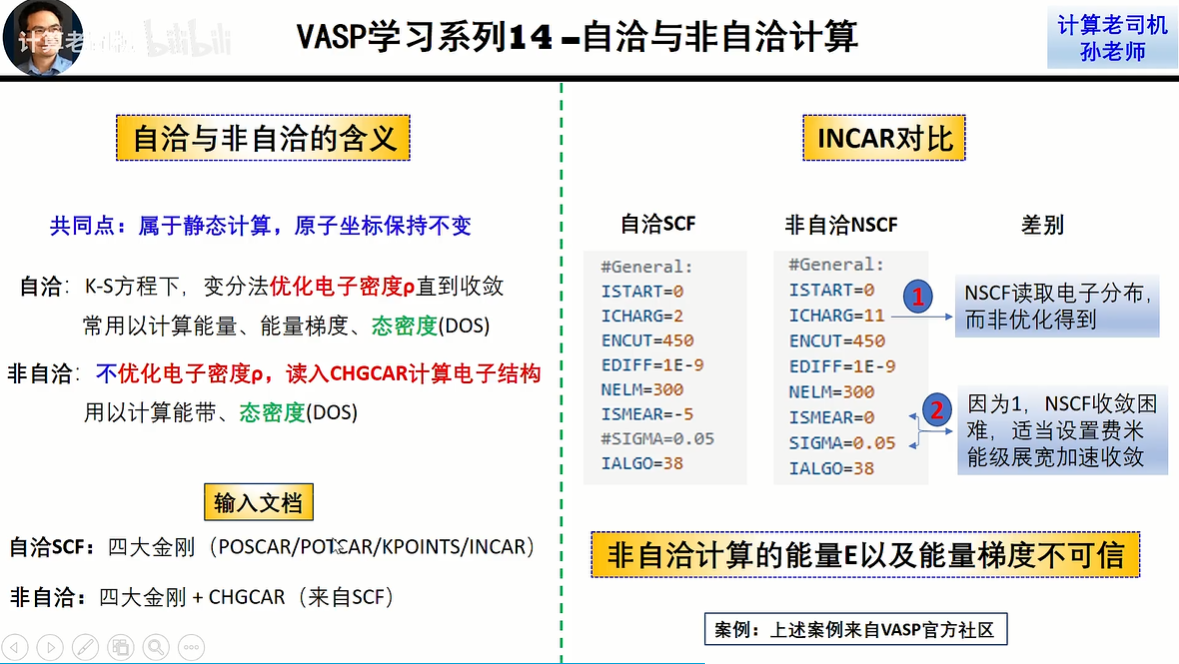 计算老司机 bilibili
VASP学习系列14 –自洽与非自洽计算
计算老司机
孙老师
自洽与非自洽的含义
共同点：属于静态计算，原子坐标保持不变
自洽：K-S方程下，变分法优化电子密度ρ直到收敛
常用以计算能量、能量梯度、态密度(DOS)
非自洽：不优化电子密度ρ，读入CHGCAR计算电子结构
用以计算能带、态密度(DOS)
输入文档
自洽SCF：四大金刚（POSCAR/POTCAR/KPOINTS/INCAR）
非自洽：四大金刚 + CHGCAR（来自SCF）
INCAR对比
自洽SCF
#General:
ISTART=0
ICHARG=2
ENCUT=450
EDIFF=1E-9
NELM=300
ISMEAR=-5
#SIGMA=0.05
IALGO=38
非自洽NSCF
#General:
ISTART=0
ICHARG=11
ENCUT=450
EDIFF=1E-9
NELM=300
ISMEAR=0
SIGMA=0.05
IALGO=38
差别
1
NSCF读取电子分布，
而非优化得到
2
因为1，NSCF收敛困
难，适当设置费米
能级展宽加速收敛
非自洽计算的能量E以及能量梯度不可信
案例：上述案例来自VASP官方社区